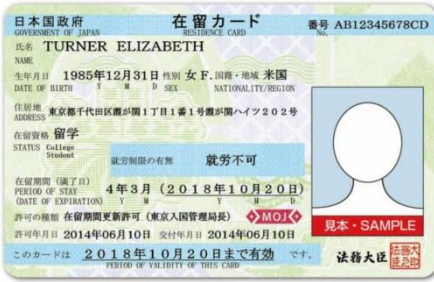 日本国政府 在留カード 番号 AB12345678CD
GOVERNMENT OF JAPAN RESIDENCE CARD No.
氏名 TURNER ELIZABETH
NAME
生年月日 1985年12月31日 性別 女 F. 国籍・地域 米国
DATE OF BIRTH Y M D SEX NATIONALITY/REGION
住居地 東京都千代田区霞が関1丁目1番1号霞が関ハイツ202号
ADDRESS
在留資格 留学
STATUS College Student
就労制限の有無 就労不可
在留期間(満了日) 4年3月(2018年10月20日)
PERIOD OF STAY Y M Y M D
(DATE OF EXPIRATION)
許可の種類 在留期間更新許可(東京入国管理局長) MOJ
許可年月日 2014年06月10日 交付年月日 2014年06月10日
このカードは 2018年10月20日まで有効 です。
PERIOD OF VALIDITY OF THIS CARD
見本・SAMPLE
法務大臣